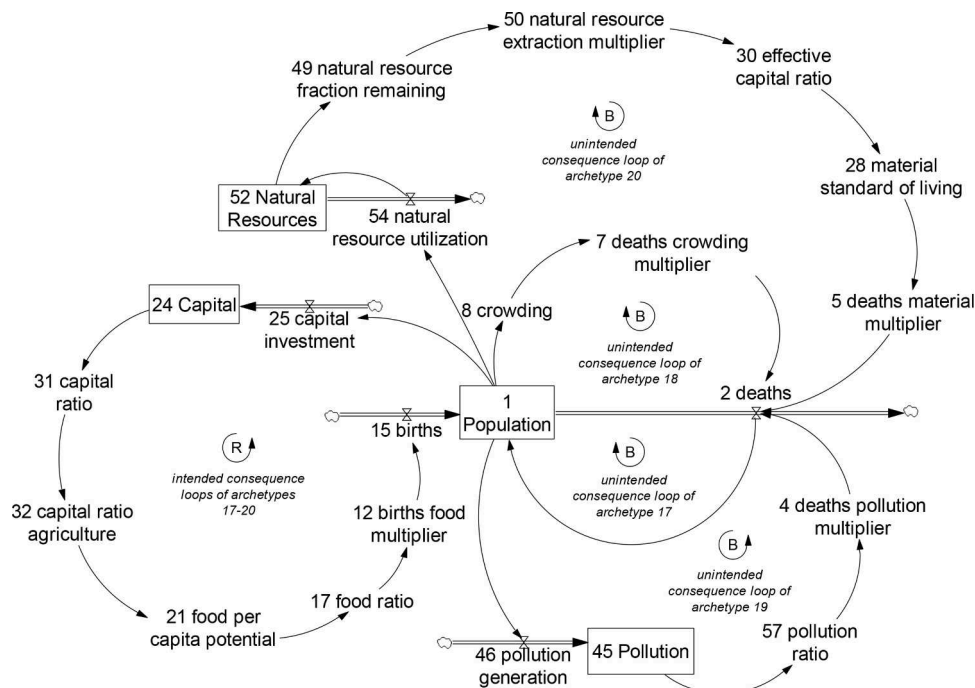 50 natural resource
extraction multiplier
30 effective
capital ratio
49 natural resource
fraction remaining
B
unintended
consequence loop of
archetype 20
28 material
standard of living
52 Natural
Resources
54 natural
resource utilization
7 deaths crowding
multiplier
24 Capital
25 capital
investment
8 crowding
B
unintended
consequence loop of
archetype 18
5 deaths material
multiplier
31 capital
ratio
1
Population
2 deaths
15 births
R
intended consequence
loops of archetypes
17-20
B
unintended
consequence loop of
archetype 17
32 capital ratio
agriculture
12 births food
multiplier
4 deaths pollution
multiplier
B
unintended
consequence loop of
archetype 19
21 food per
capita potential
17 food ratio
46 pollution
generation
45 Pollution
57 pollution
ratio